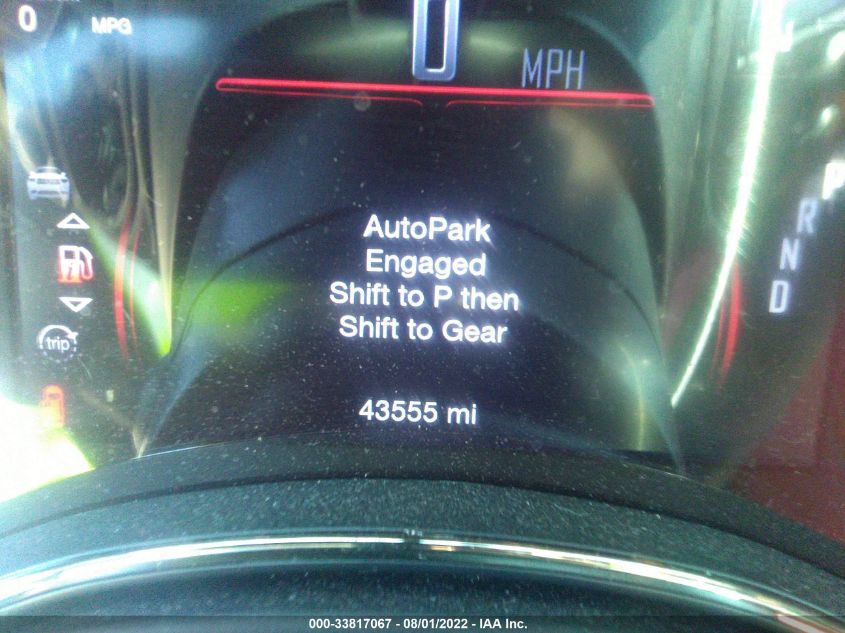 0 MPG
0 MPH
P
R
N
D
trip
AutoPark
Engaged
Shift to P then
Shift to Gear
43555 mi
000-33817067 - 08/01/2022 - IAA Inc.